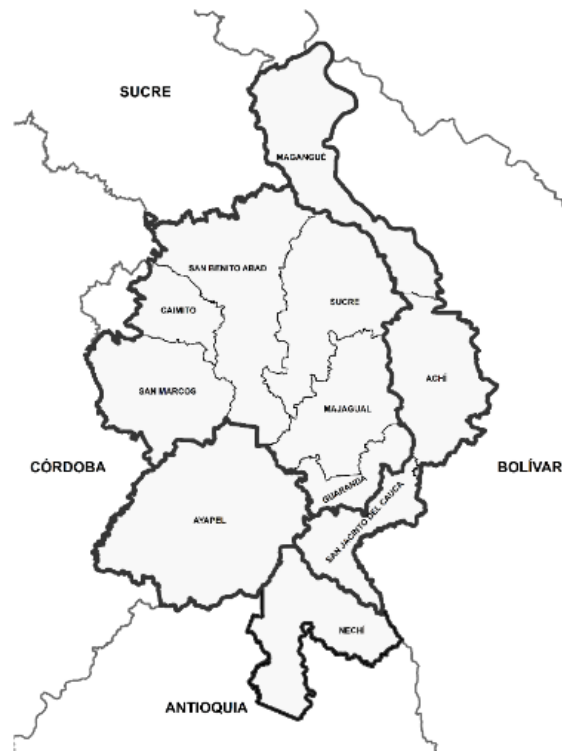 SUCRE
MAGANGUÉ
SAN BENITO ABAD
SUCRE
CAIMITO
ACHÍ
SAN MARCOS
MAJAGUAL
CÓRDOBA
BOLÍVAR
GUARANDA
AYAPEL
SAN JACINTO DEL CAUCA
NECHÍ
ANTIOQUIA